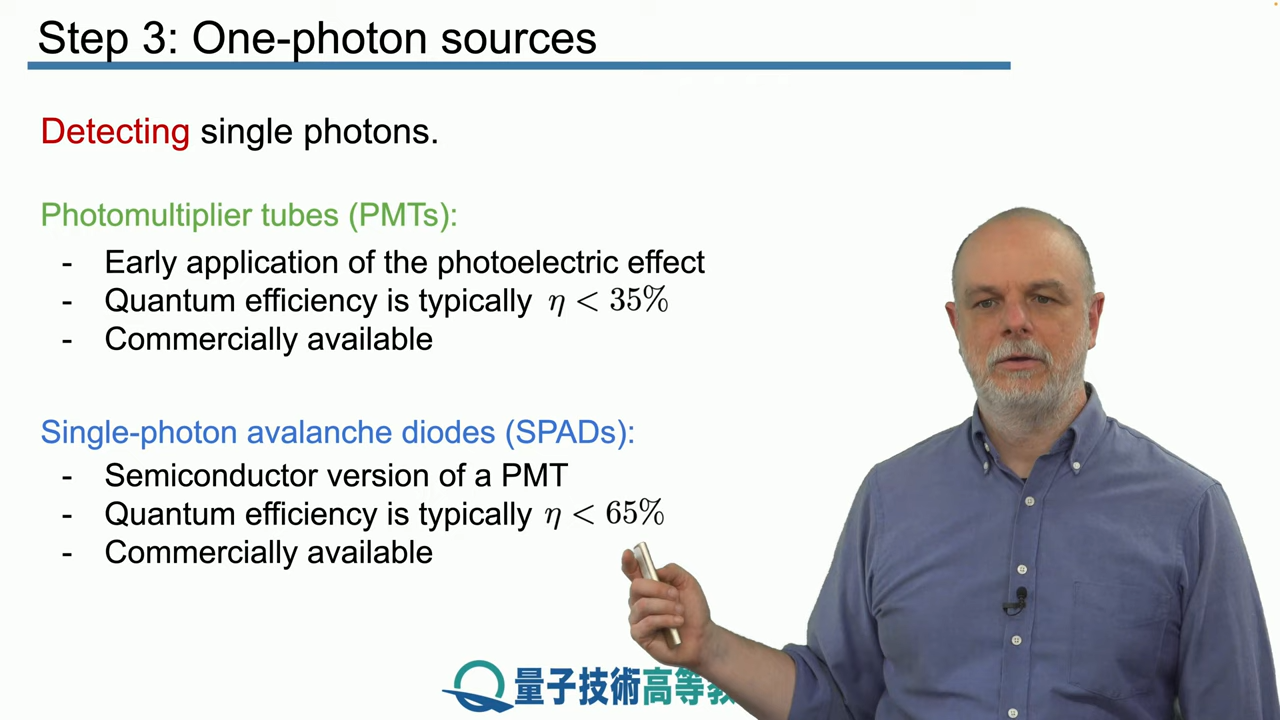 Step 3: One-photon sources
Detecting single photons.
Photomultiplier tubes (PMTs):
- Early application of the photoelectric effect
- Quantum efficiency is typically η < 35%
- Commercially available
Single-photon avalanche diodes (SPADs):
- Semiconductor version of a PMT
- Quantum efficiency is typically η < 65%
- Commercially available
量子技術高等教